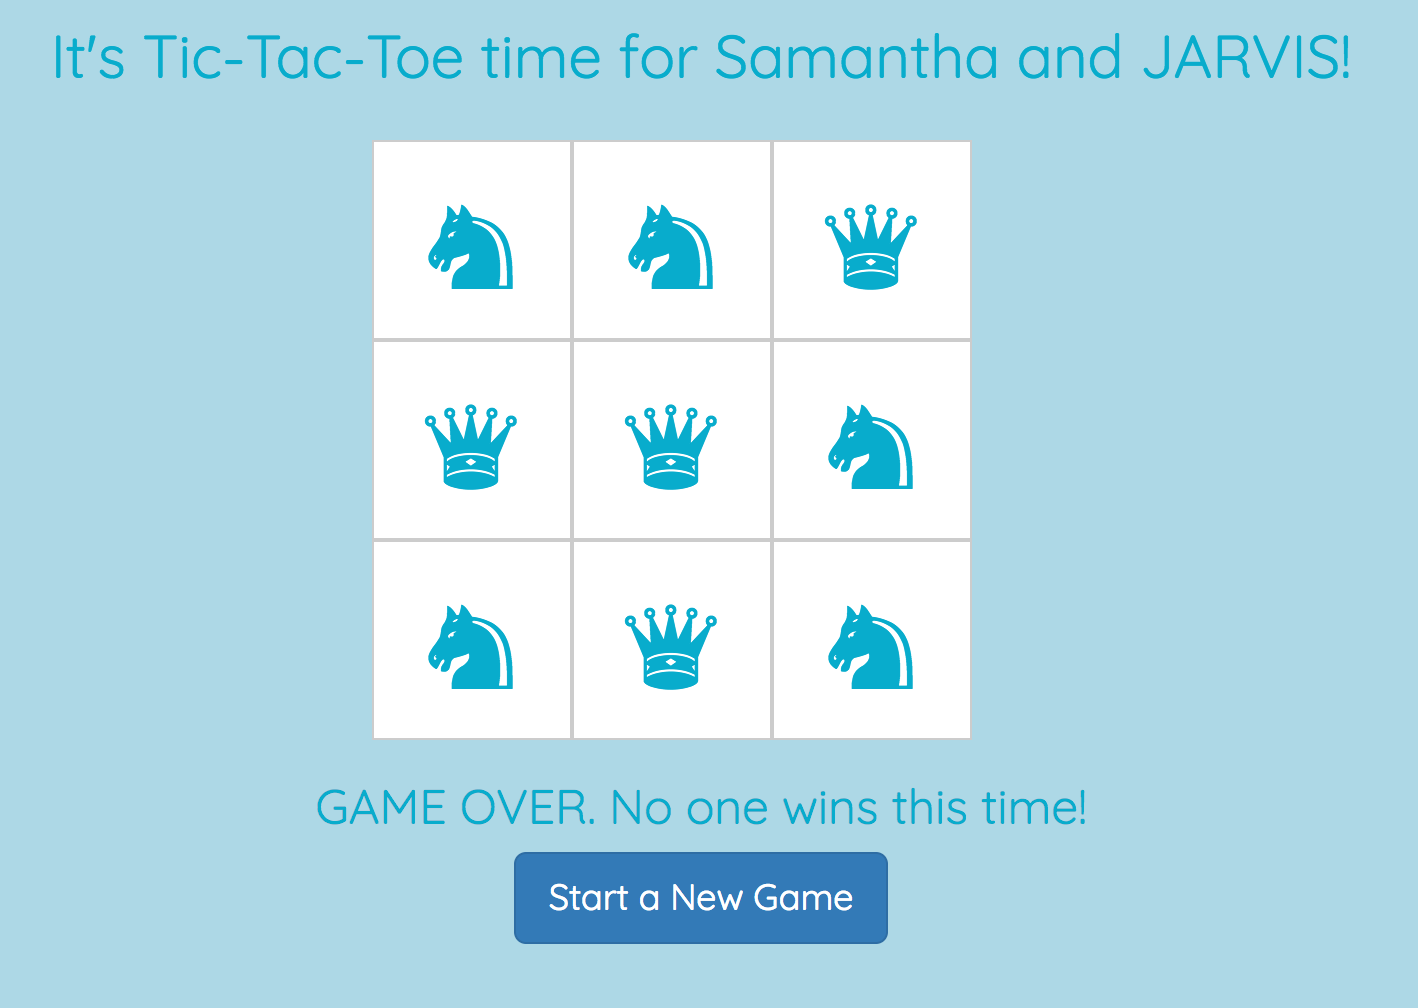 It's Tic-Tac-Toe time for Samantha and JARVIS!
GAME OVER. No one wins this time!
Start a New Game